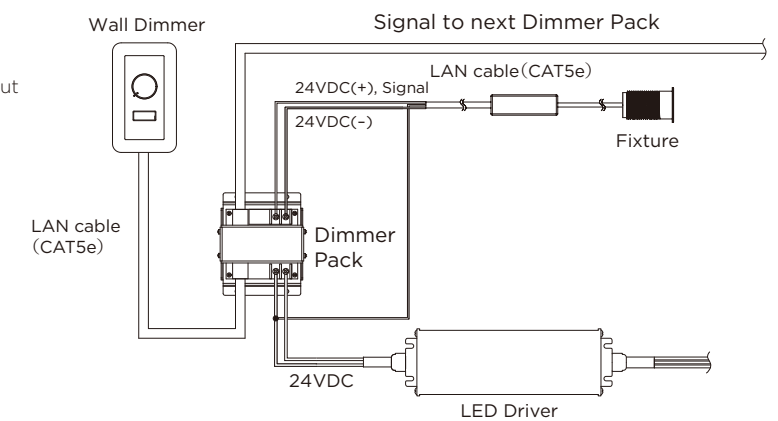 Wall Dimmer
Signal to next Dimmer Pack
ut
24VDC(+), Signal
LAN cable(CAT5e)
24VDC(–)
Fixture
LAN cable
(CAT5e)
Dimmer
Pack
24VDC
LED Driver